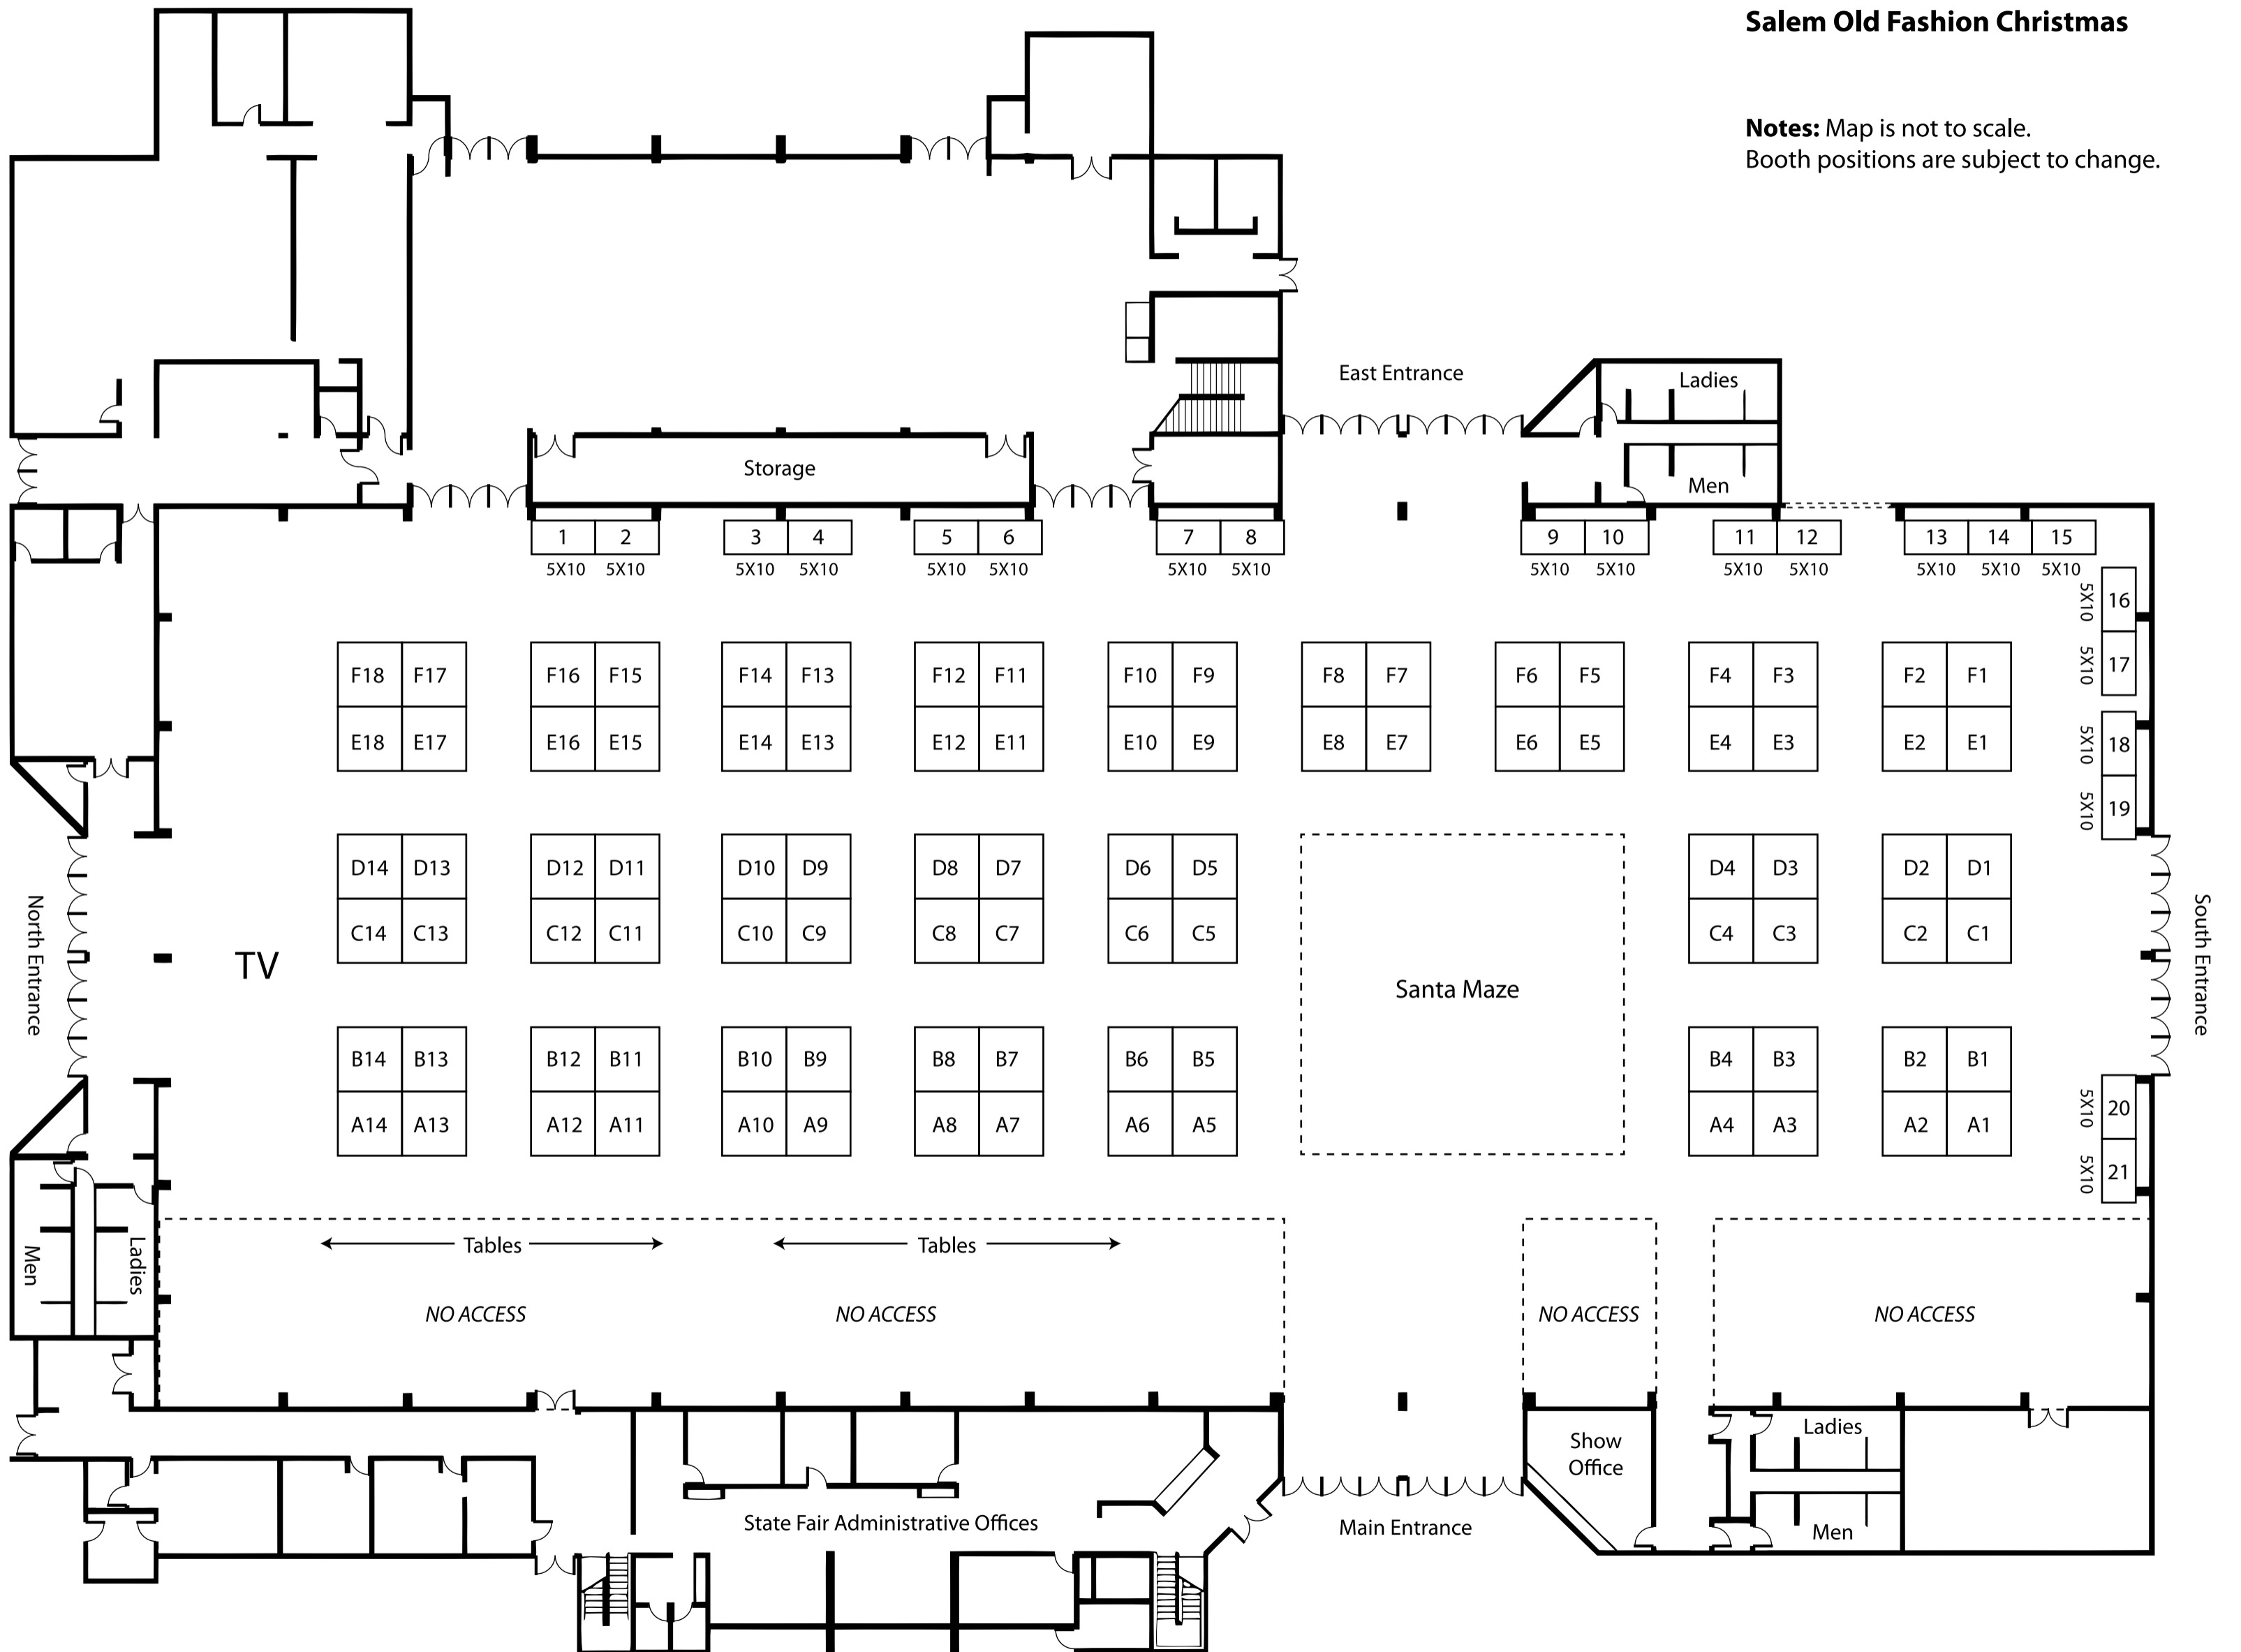 Salem Old Fashion Christmas
Notes: Map is not to scale.
Booth positions are subject to change.
East Entrance
Ladies
Storage
Men
1 2 3 4 5 6 7 8 9 10 11 12 13 14 15
5X10 5X10 5X10 5X10 5X10 5X10 5X10 5X10 5X10 5X10 5X10 5X10 5X10 5X10 5X10
5X10 16
5X10 17
F18 F17 F16 F15 F14 F13 F12 F11 F10 F9 F8 F7 F6 F5 F4 F3 F2 F1
E18 E17 E16 E15 E14 E13 E12 E11 E10 E9 E8 E7 E6 E5 E4 E3 E2 E1
5X10 18
5X10 19
D14 D13 D12 D11 D10 D9 D8 D7 D6 D5 D4 D3 D2 D1
C14 C13 C12 C11 C10 C9 C8 C7 C6 C5 C4 C3 C2 C1
North Entrance
TV
Santa Maze
South Entrance
B14 B13 B12 B11 B10 B9 B8 B7 B6 B5 B4 B3 B2 B1
A14 A13 A12 A11 A10 A9 A8 A7 A6 A5 A4 A3 A2 A1
5X10 20
5X10 21
Men
Ladies
Tables
Tables
NO ACCESS
NO ACCESS
NO ACCESS
NO ACCESS
Show
Office
Ladies
State Fair Administrative Offices
Main Entrance
Men